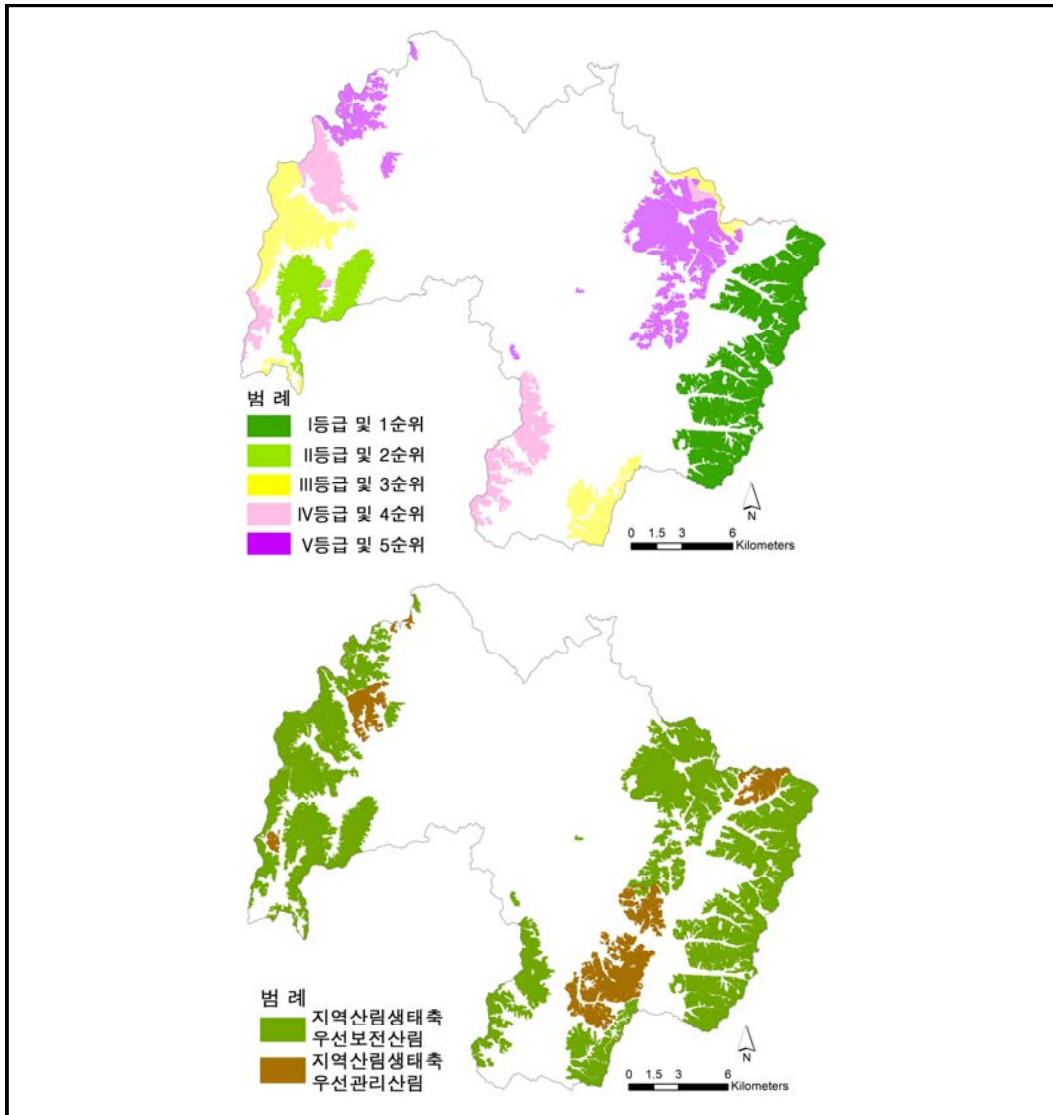 범 례
I등급 및 1순위
II등급 및 2순위
III등급 및 3순위
IV등급 및 4순위
V등급 및 5순위
N
0 1.5 3 6
Kilometers
범 례
지역산림생태축
우선보전산림
지역산림생태축
우선관리산림
N
0 1.5 3 6
Kilometers